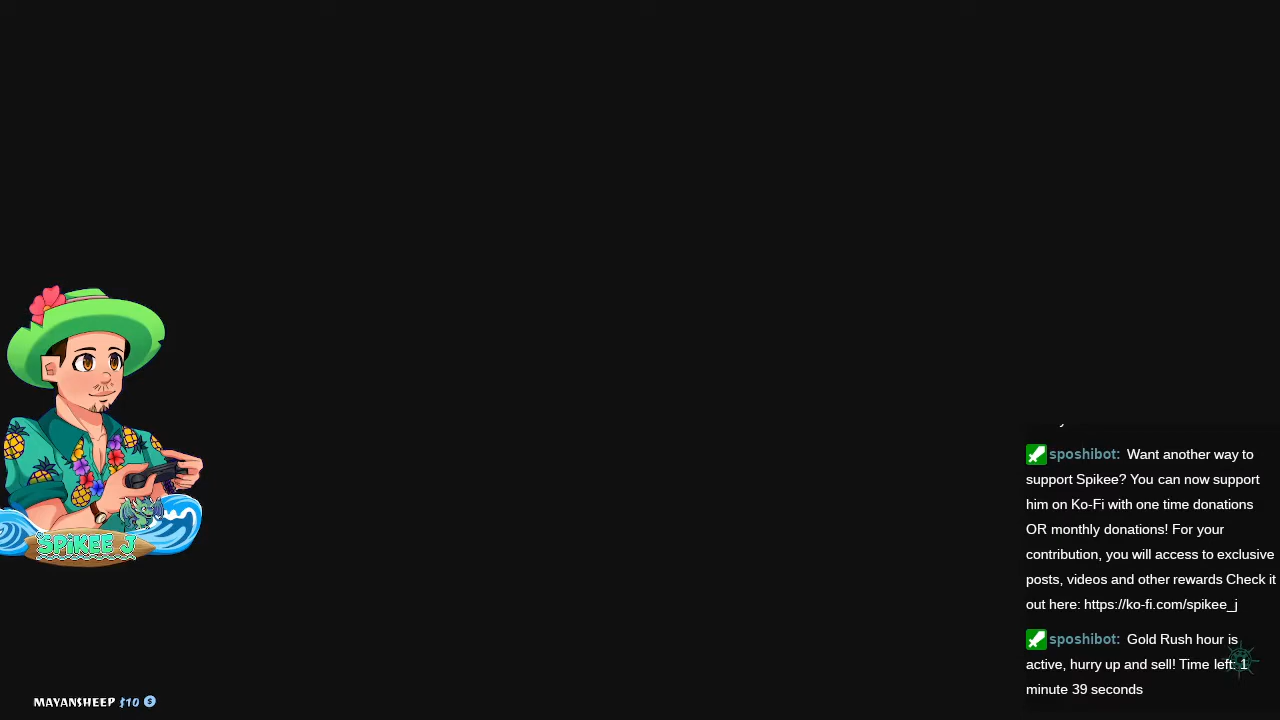 sposhibot: Want another way to
support Spikee? You can now support
him on Ko-Fi with one time donations
OR monthly donations! For your
contribution, you will access to exclusive
posts, videos and other rewards Check it
out here: https://ko-fi.com/spikee_j
SPIKEE J
sposhibot: Gold Rush hour is
active, hurry up and sell! Time left: 1
minute 39 seconds
MAYANSHEEP $10